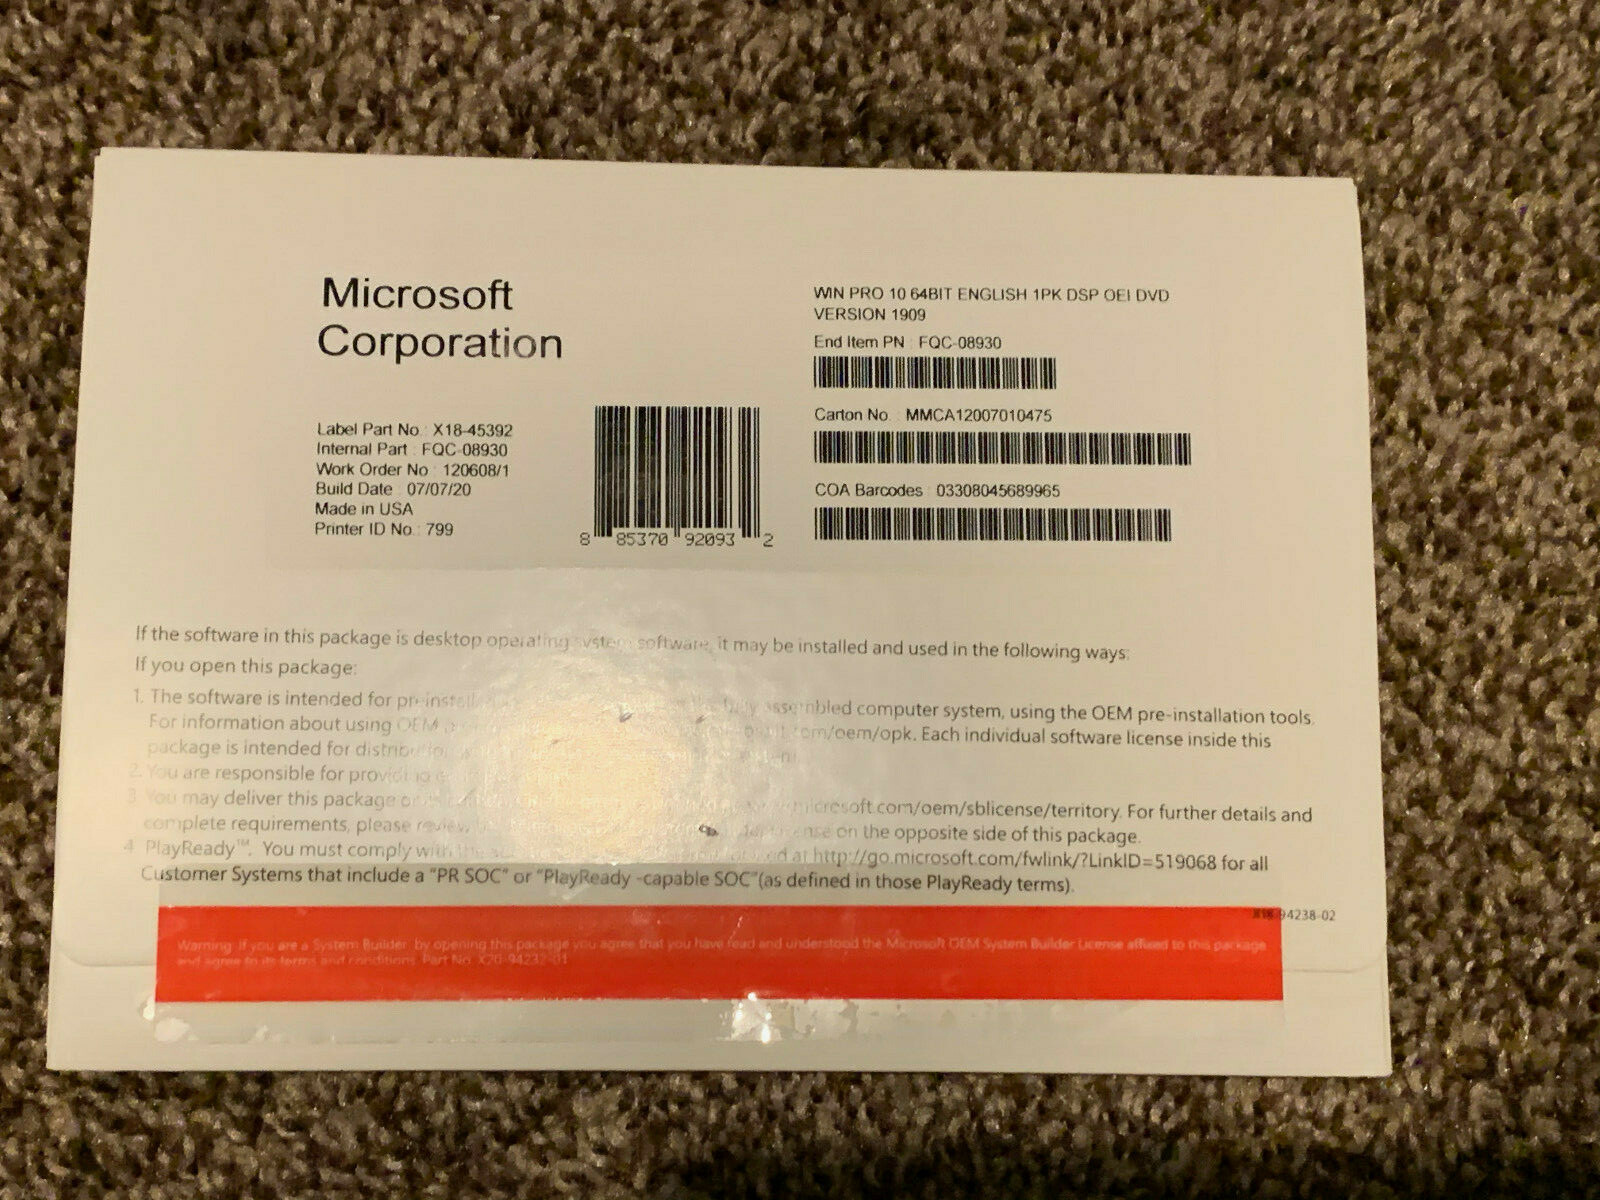 Microsoft
Corporation
Label Part No.: X18-45392
Internal Part : FQC-08930
Work Order No : 120608/1
Build Date : 07/07/20
Made in USA
Printer ID No.: 799
8 85370 92093 2
WIN PRO 10 64BIT ENGLISH 1PK DSP OEI DVD
VERSION 1909
End Item PN : FQC-08930
Carton No. : MMCA12007010475
COA Barcodes : 03308045689965
If the software in this package is desktop operating system software, it may be installed and used in the following ways:
If you open this package:
1. The software is intended for assembled computer system, using the OEM pre-installation tools.
For information about using OEM Each individual software license inside this
package is intended for
2. You are responsible for
3. You may deliver this package microsoft.com/oem/sblicense/territory. For further details and
complete requirements, please review on the opposite side of this package.
4. PlayReady™. You must comply with at http://go.microsoft.com/fwlink/?LinkID=519068 for all
Customer Systems that include a "PR SOC" or "PlayReady -capable SOC"(as defined in those PlayReady terms).
94238-02
Warning: If you are a System Builder, by opening this package you agree that you have read and understood the Microsoft OEM System Builder License affixed to this package
and agree to its terms and conditions. Part No. X20-94232-01